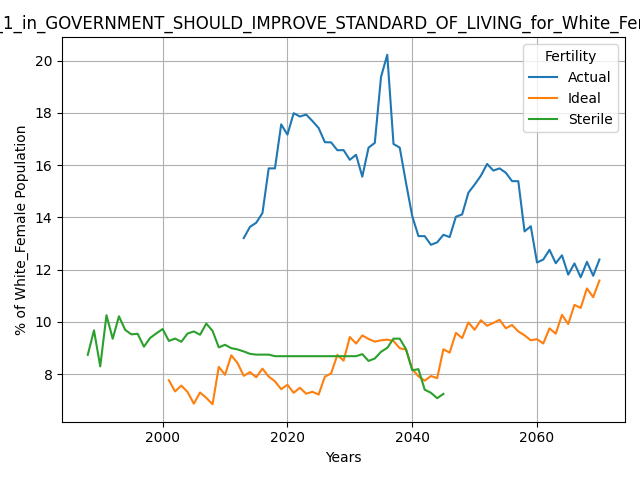 _1_in_GOVERNMENT_SHOULD_IMPROVE_STANDARD_OF_LIVING_for_White_Fem
Fertility
Actual
Ideal
Sterile
% of White_Female Population
20
18
16
14
12
10
8
2000 2020 2040 2060
Years